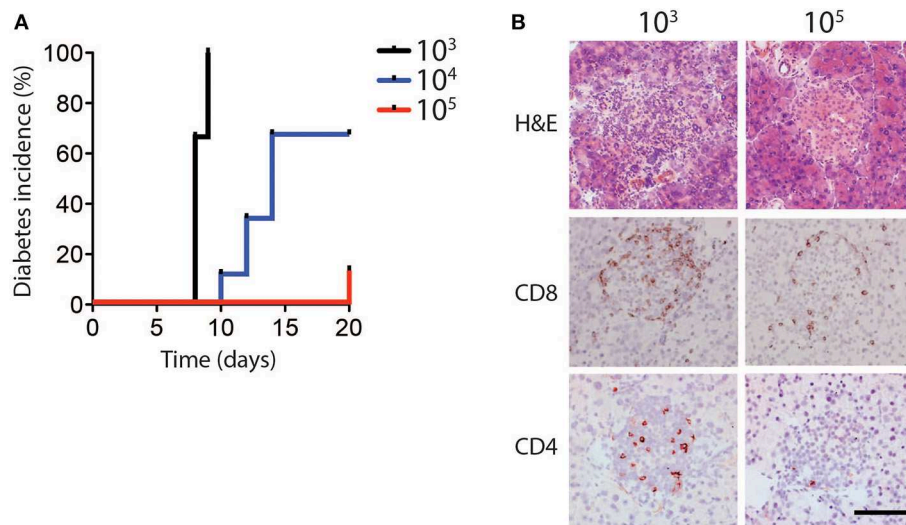 A
Diabetes incidence (%)
100
80
60
40
20
0
0 5 10 15 20
Time (days)
10³
10⁴
10⁵
B
10³ 10⁵
H&E
CD8
CD4